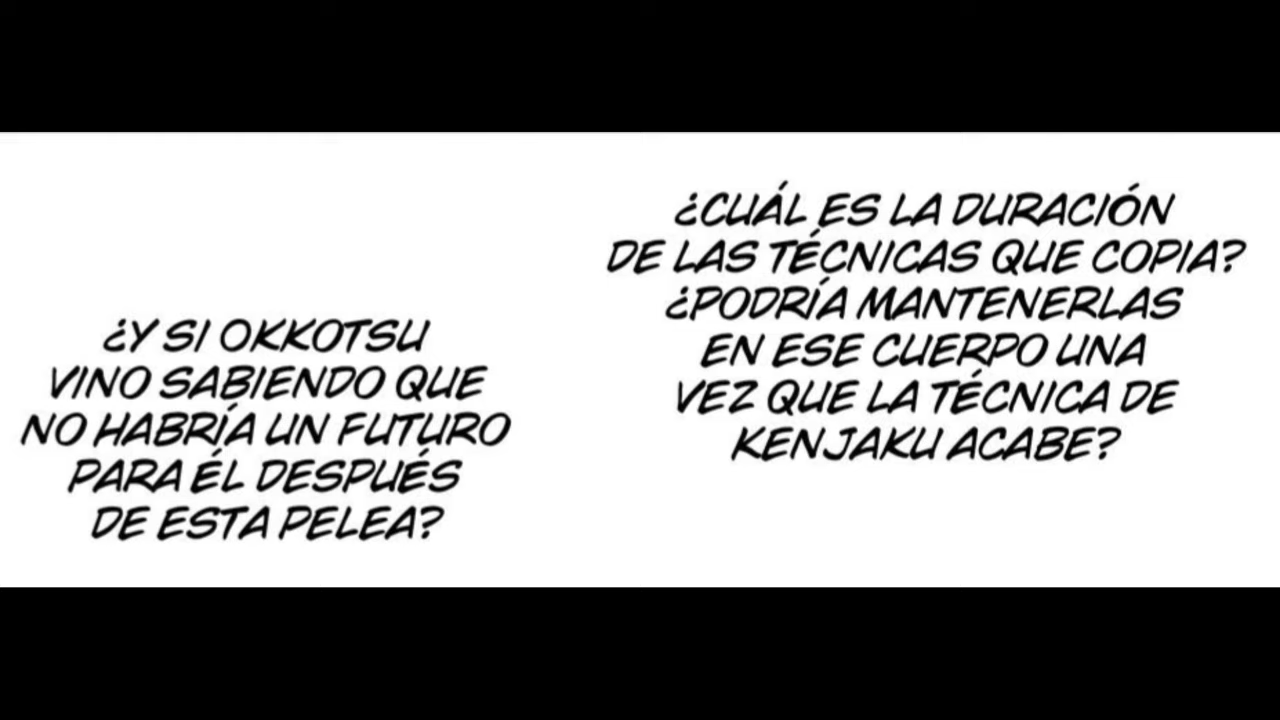 ¿CUÁL ES LA DURACIÓN
DE LAS TÉCNICAS QUE COPIA?
¿PODRÍA MANTENERLAS
EN ESE CUERPO UNA
VEZ QUE LA TÉCNICA DE
KENJAKU ACABE?
¿Y SI OKKOTSU
VINO SABIENDO QUE
NO HABRÍA UN FUTURO
PARA ÉL DESPUÉS
DE ESTA PELEA?